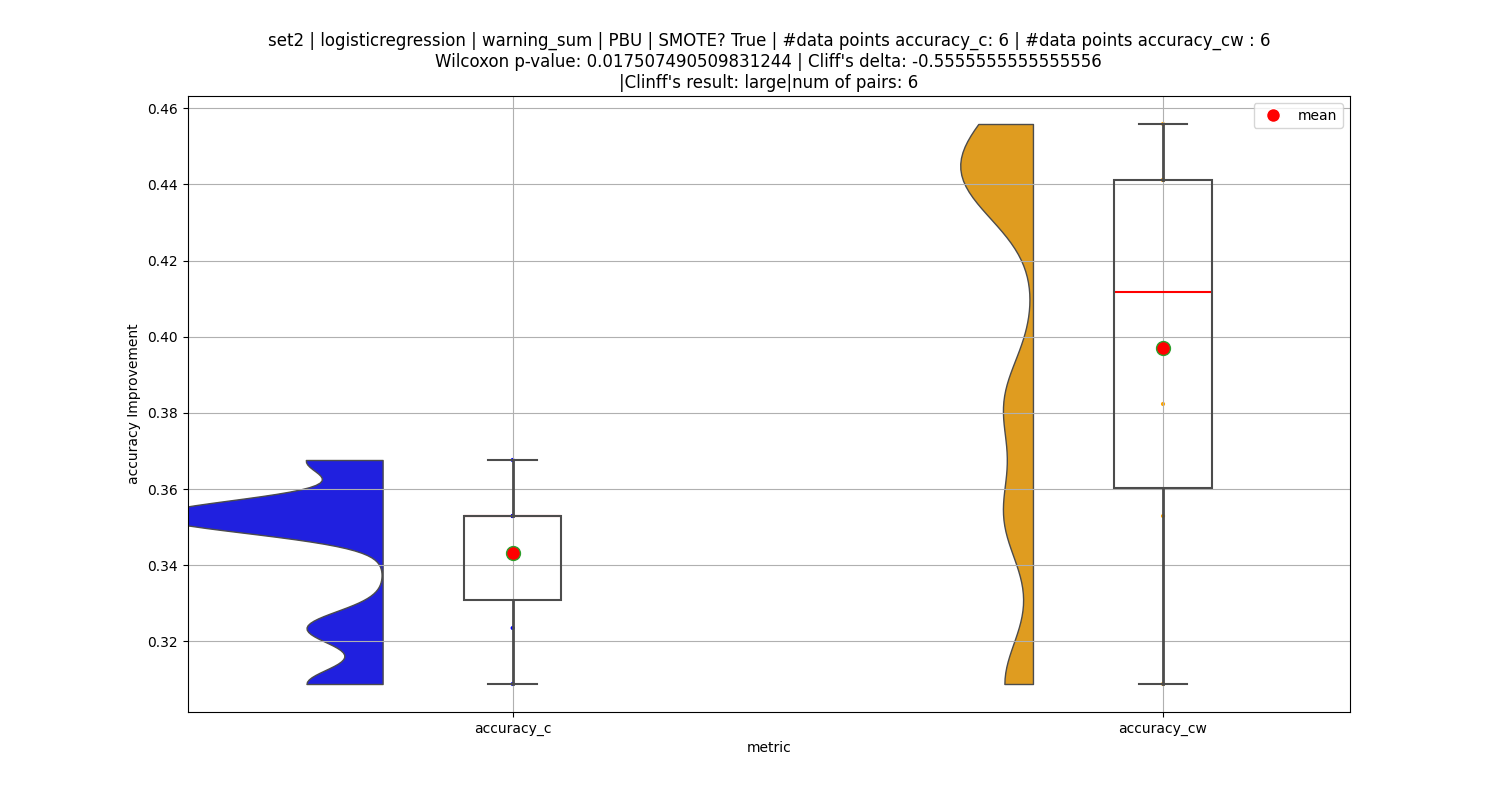 set2 | logisticregression | warning_sum | PBU | SMOTE? True | #data points accuracy_c: 6 | #data points accuracy_cw : 6
Wilcoxon p-value: 0.017507490509831244 | Cliff's delta: -0.5555555555555556
|Clinff's result: large|num of pairs: 6
mean
0.46
0.44
0.42
0.40
0.38
0.36
0.34
0.32
accuracy Improvement
accuracy_c
accuracy_cw
metric